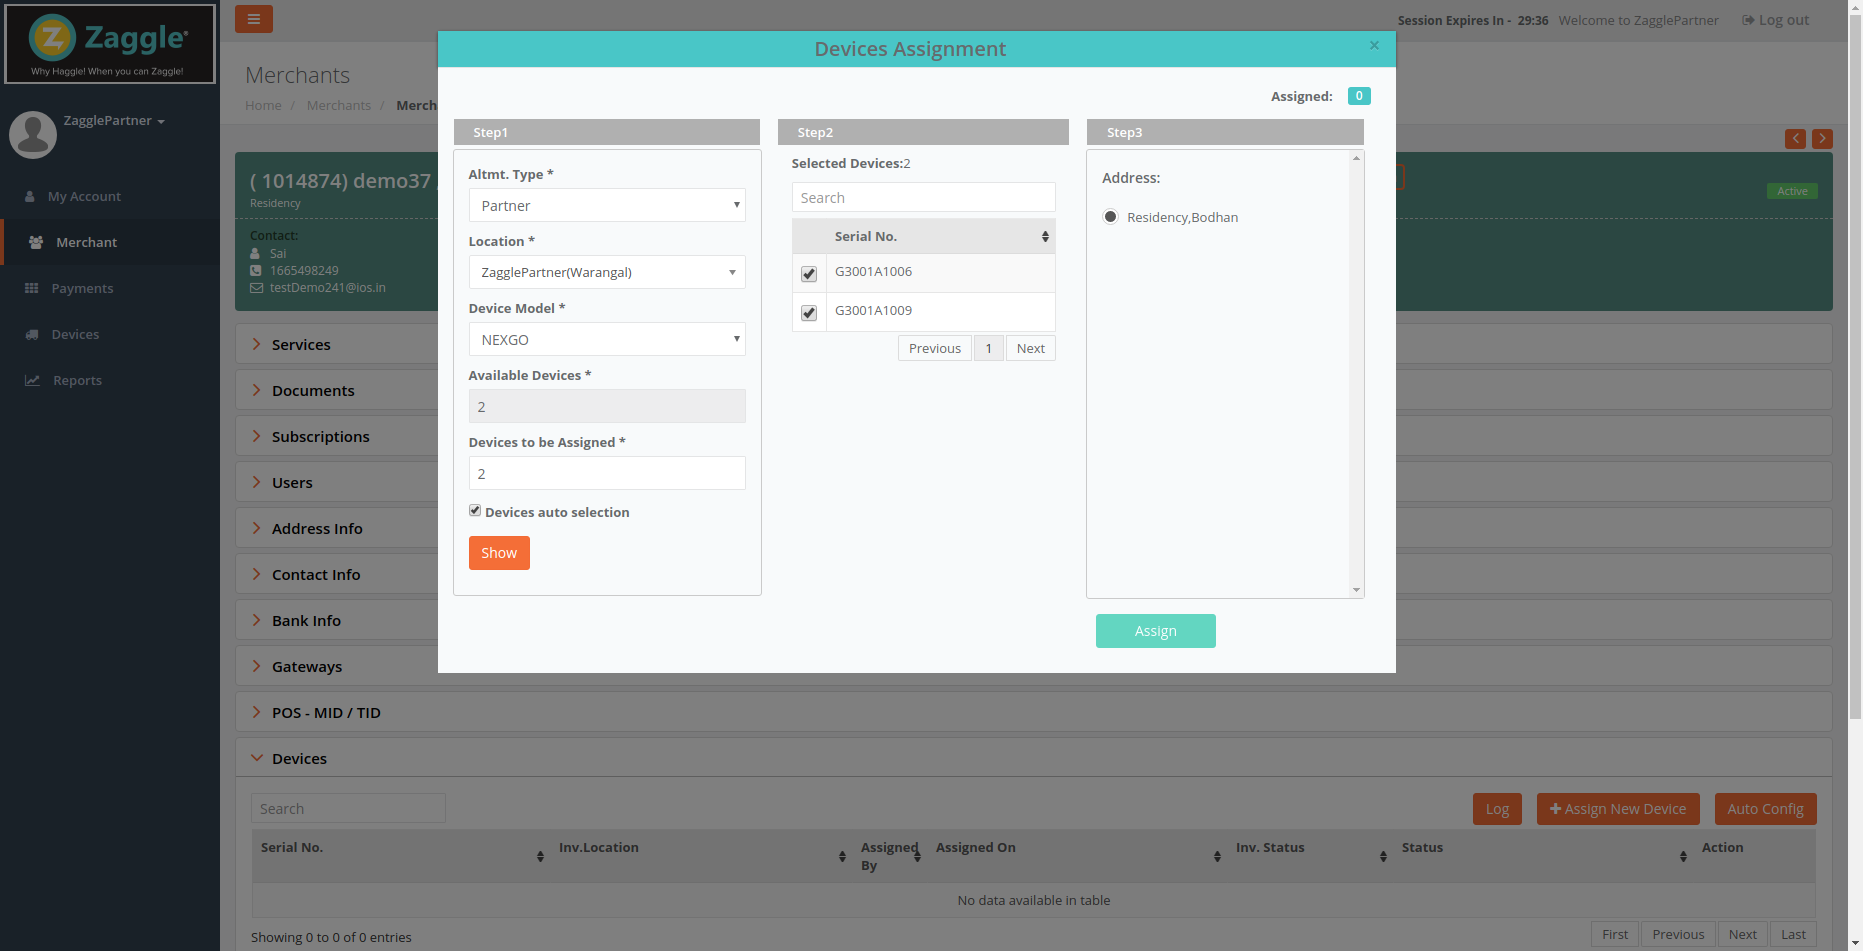 Zaggle®
Why Haggle! When you can Zaggle!
ZagglePartner
My Account
Merchant
Payments
Devices
Reports
Session Expires In - 29:36
Welcome to ZagglePartner
Log out
Merchants
Home / Merchants / Merch
( 1014874) demo37
Residency
Active
Contact:
Sai
1665498249
testDemo241@ios.in
Devices Assignment
×
Assigned: 0
Step1
Altmt. Type *
Partner
Location *
ZagglePartner(Warangal)
Device Model *
NEXGO
Available Devices *
2
Devices to be Assigned *
2
Devices auto selection
Show
Step2
Selected Devices:2
Search
Serial No.
G3001A1006
G3001A1009
Previous 1 Next
Step3
Address:
Residency,Bodhan
Assign
Services
Documents
Subscriptions
Users
Address Info
Contact Info
Bank Info
Gateways
POS - MID / TID
Devices
Search
Log
Assign New Device
Auto Config
Serial No. Inv.Location Assigned By Assigned On Inv. Status Status Action
No data available in table
Showing 0 to 0 of 0 entries
First Previous Next Last